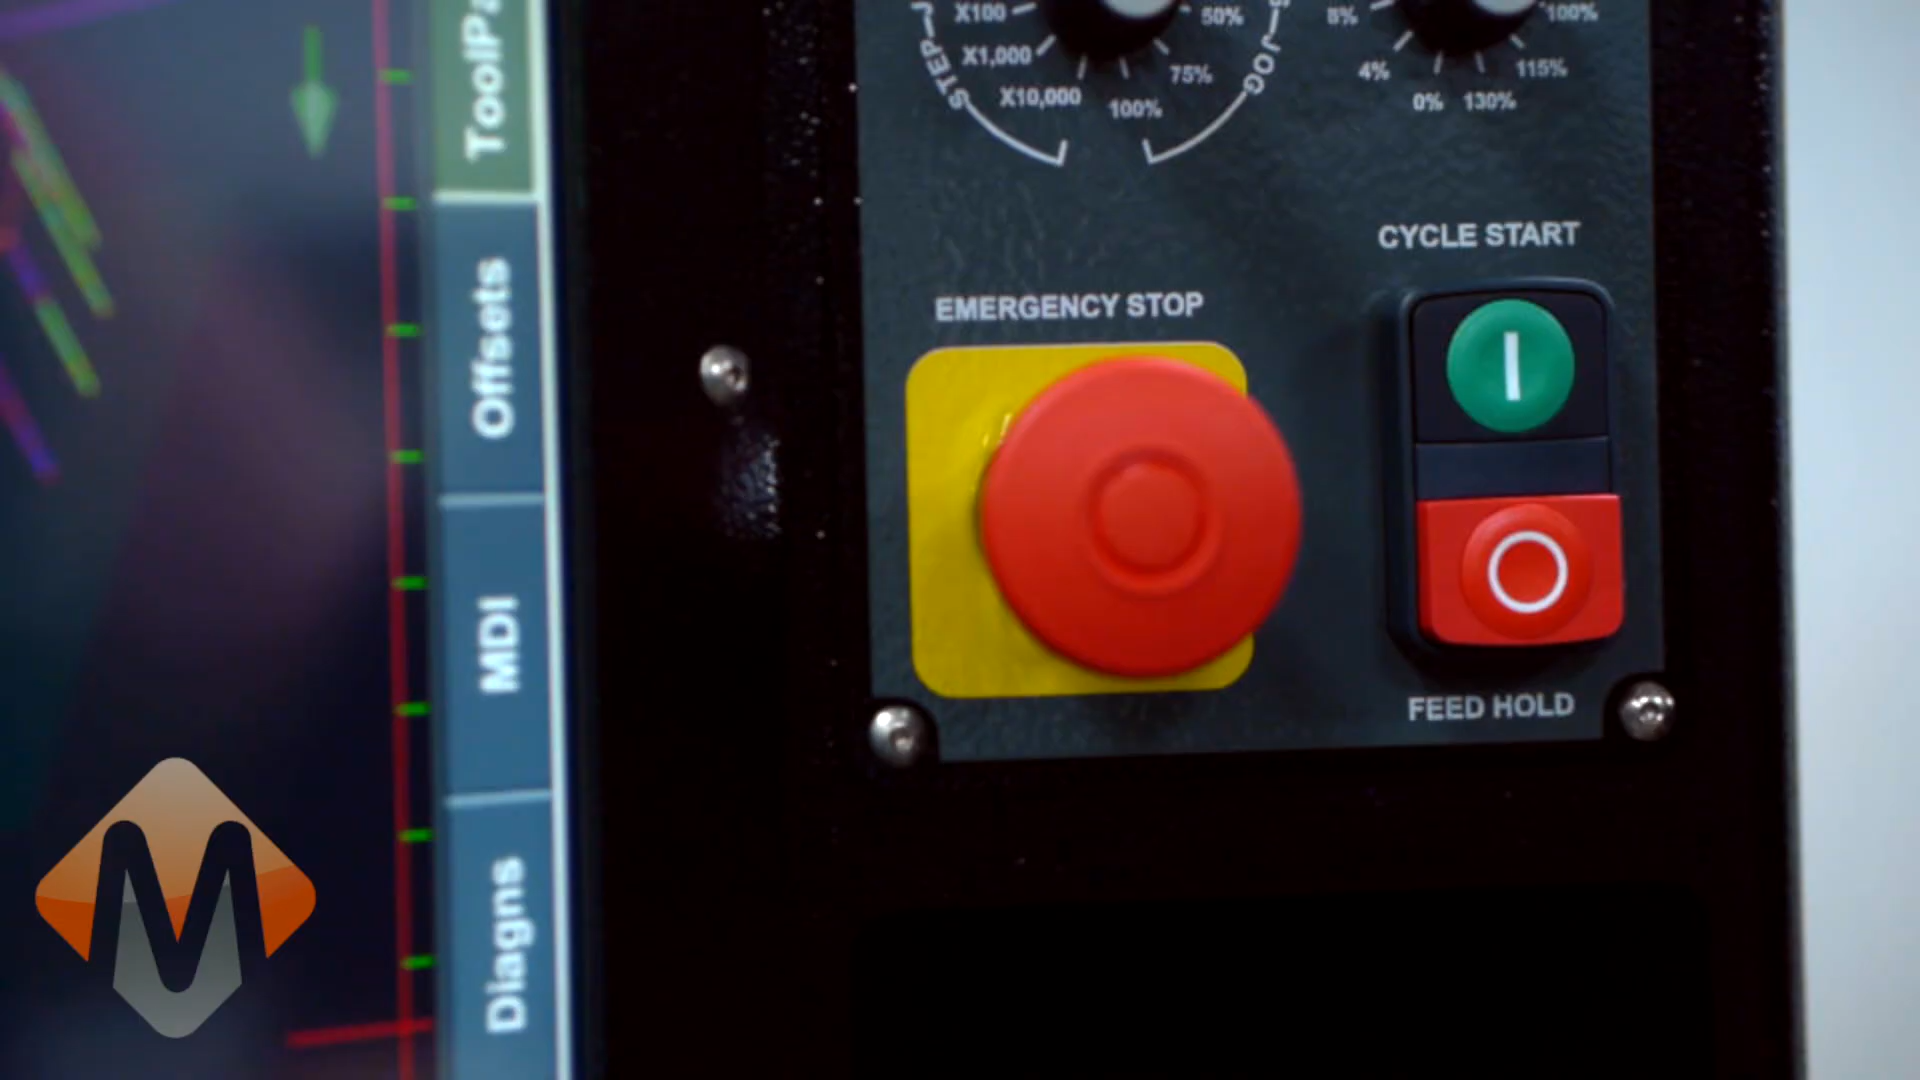 ToolPa
Offsets
MDI
Diagns
STEP
X100
X1,000
X10,000
50%
75%
100%
JOG
8%
4%
0%
130%
115%
100%
CYCLE START
EMERGENCY STOP
FEED HOLD
M